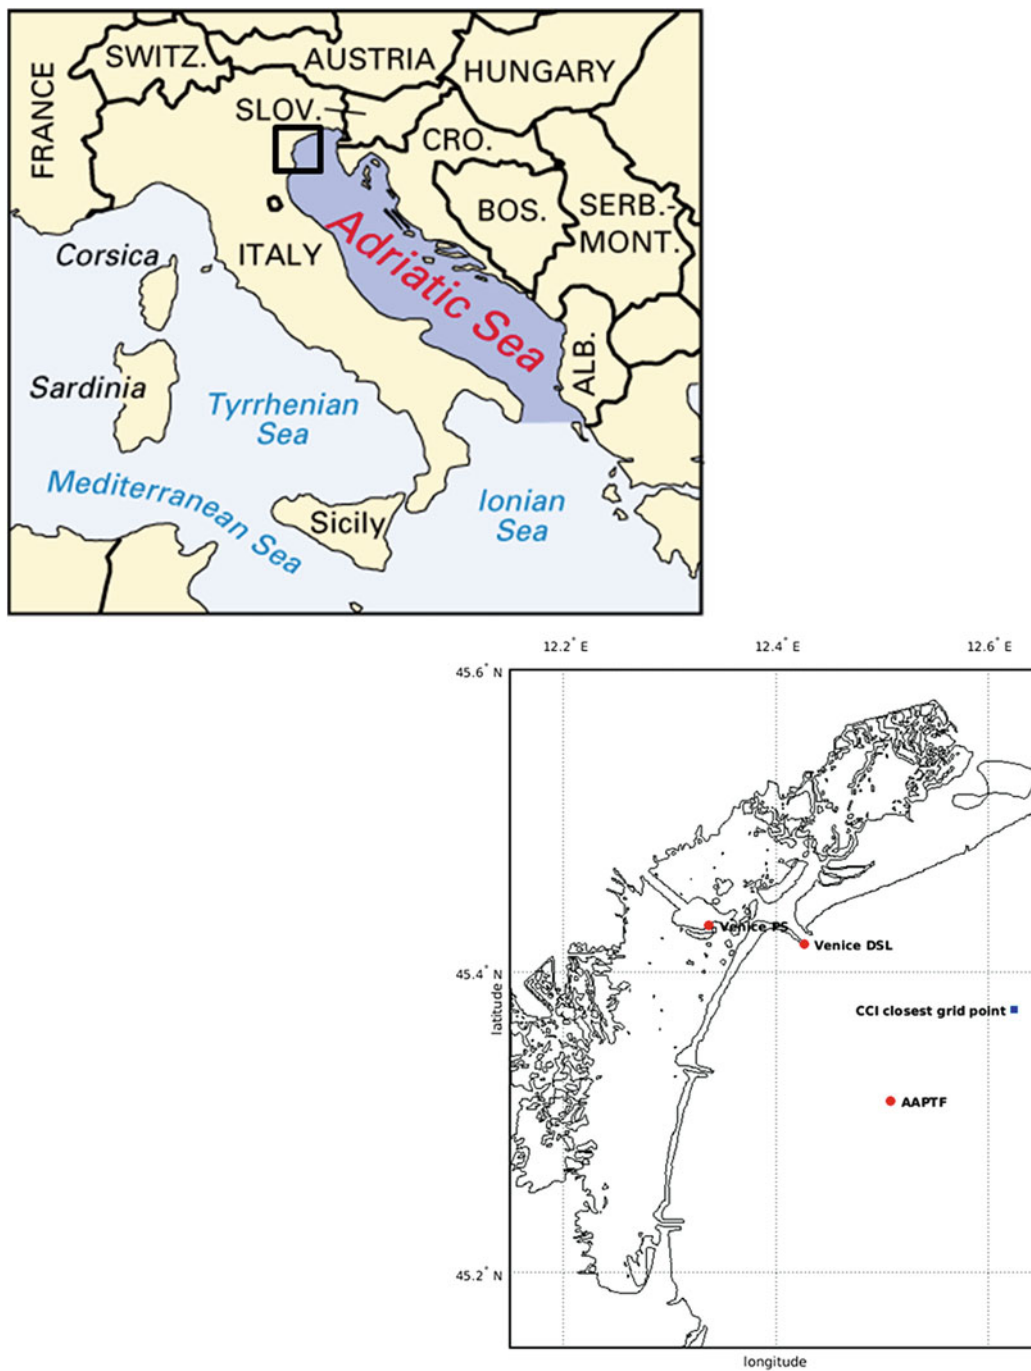 SWITZ.
AUSTRIA
HUNGARY
FRANCE
SLOV.
CRO.
BOS.
SERB.-
MONT.
Corsica
ITALY
Adriatic Sea
ALB.
Sardinia
Tyrrhenian
Sea
Mediterranean Sea
Sicily
Ionian
Sea
12.2° E
12.4° E
12.6° E
45.6° N
Venice PS
Venice DSL
45.4° N
latitude
CCI closest grid point
AAPTF
45.2° N
longitude